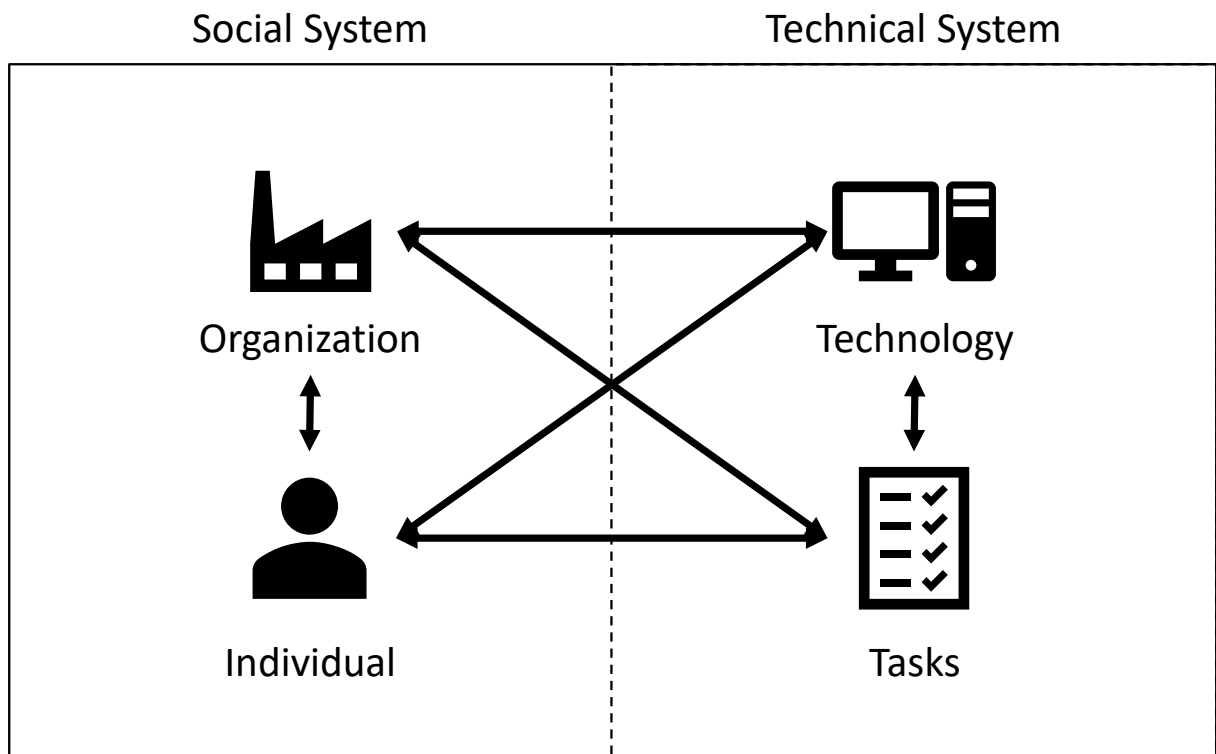 Social System
Technical System
Organization
Technology
Individual
Tasks